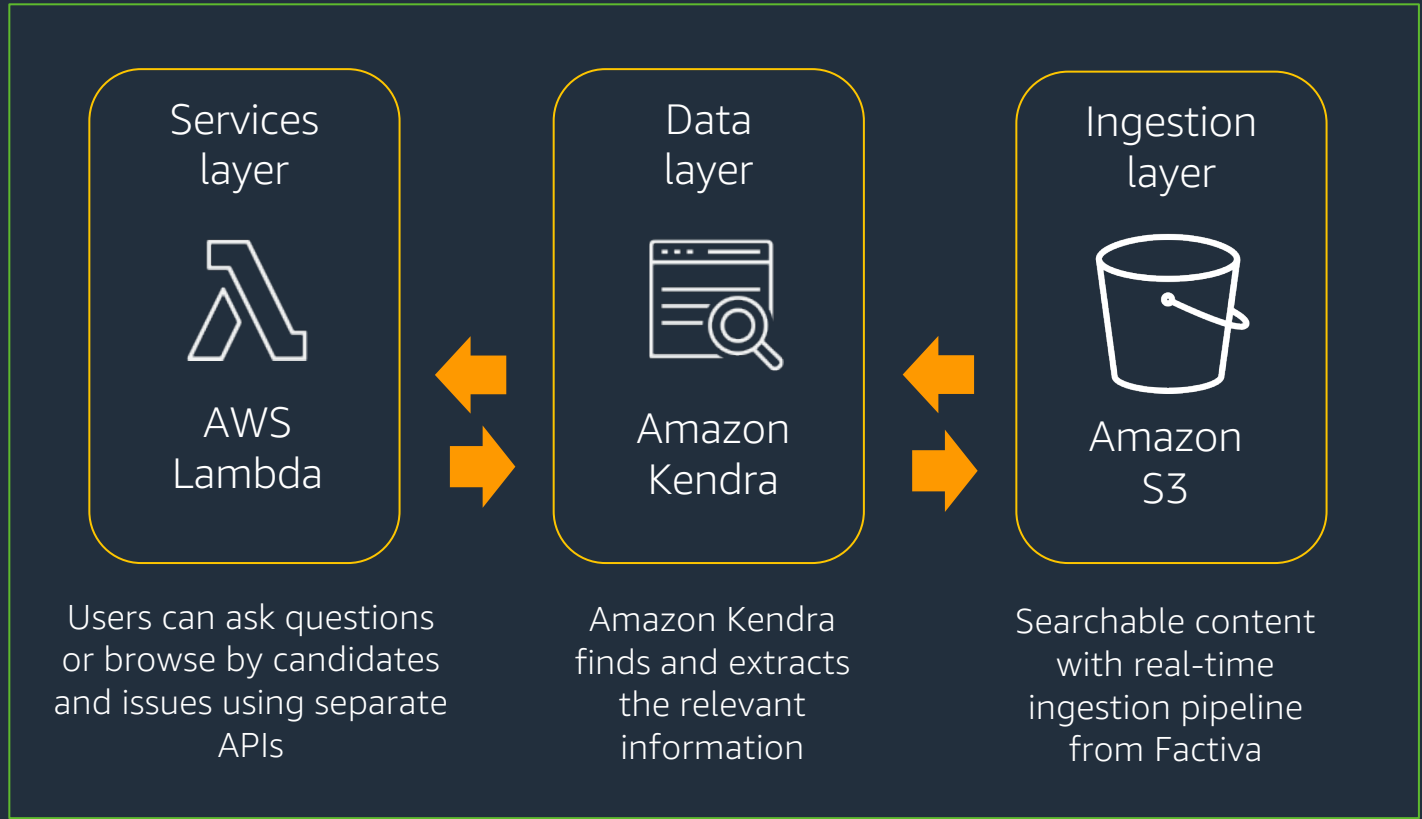 Services
layer
AWS
Lambda
Users can ask questions
or browse by candidates
and issues using separate
APIs
Data
layer
Amazon
Kendra
Amazon Kendra
finds and extracts
the relevant
information
Ingestion
layer
Amazon
S3
Searchable content
with real-time
ingestion pipeline
from Factiva